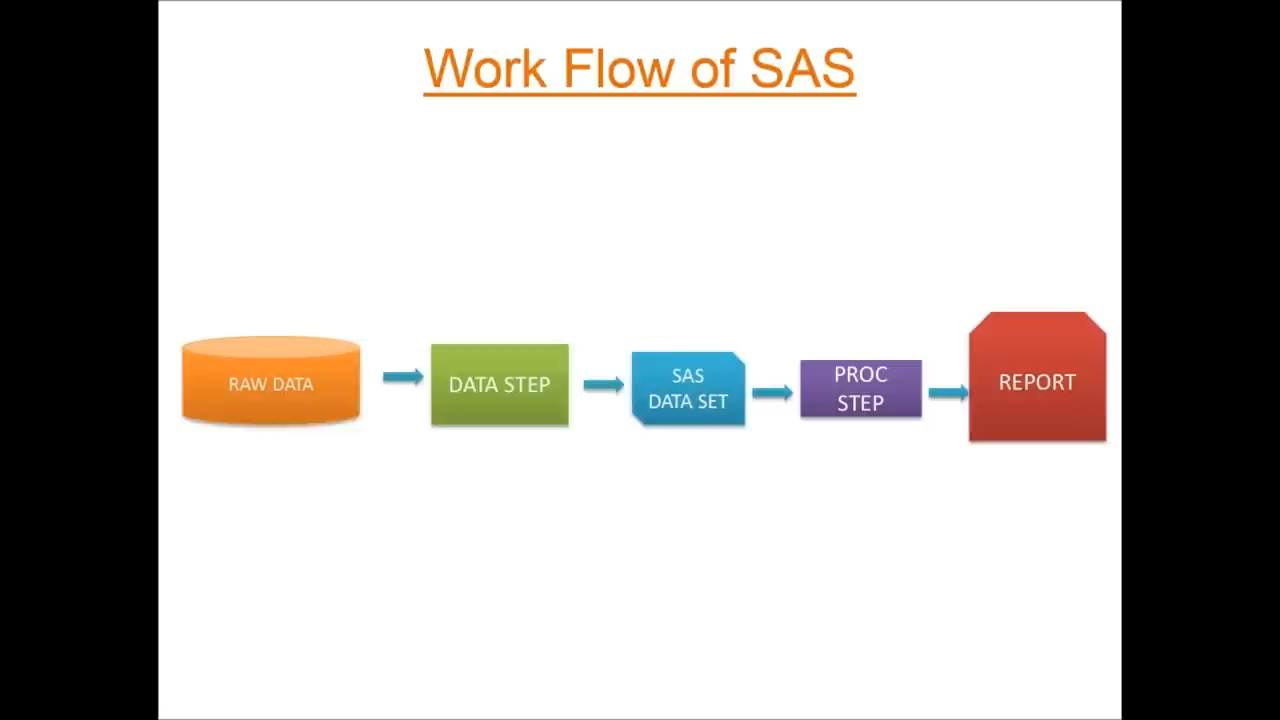 Work Flow of SAS
RAW DATA
DATA STEP
SAS
DATA SET
PROC
STEP
REPORT